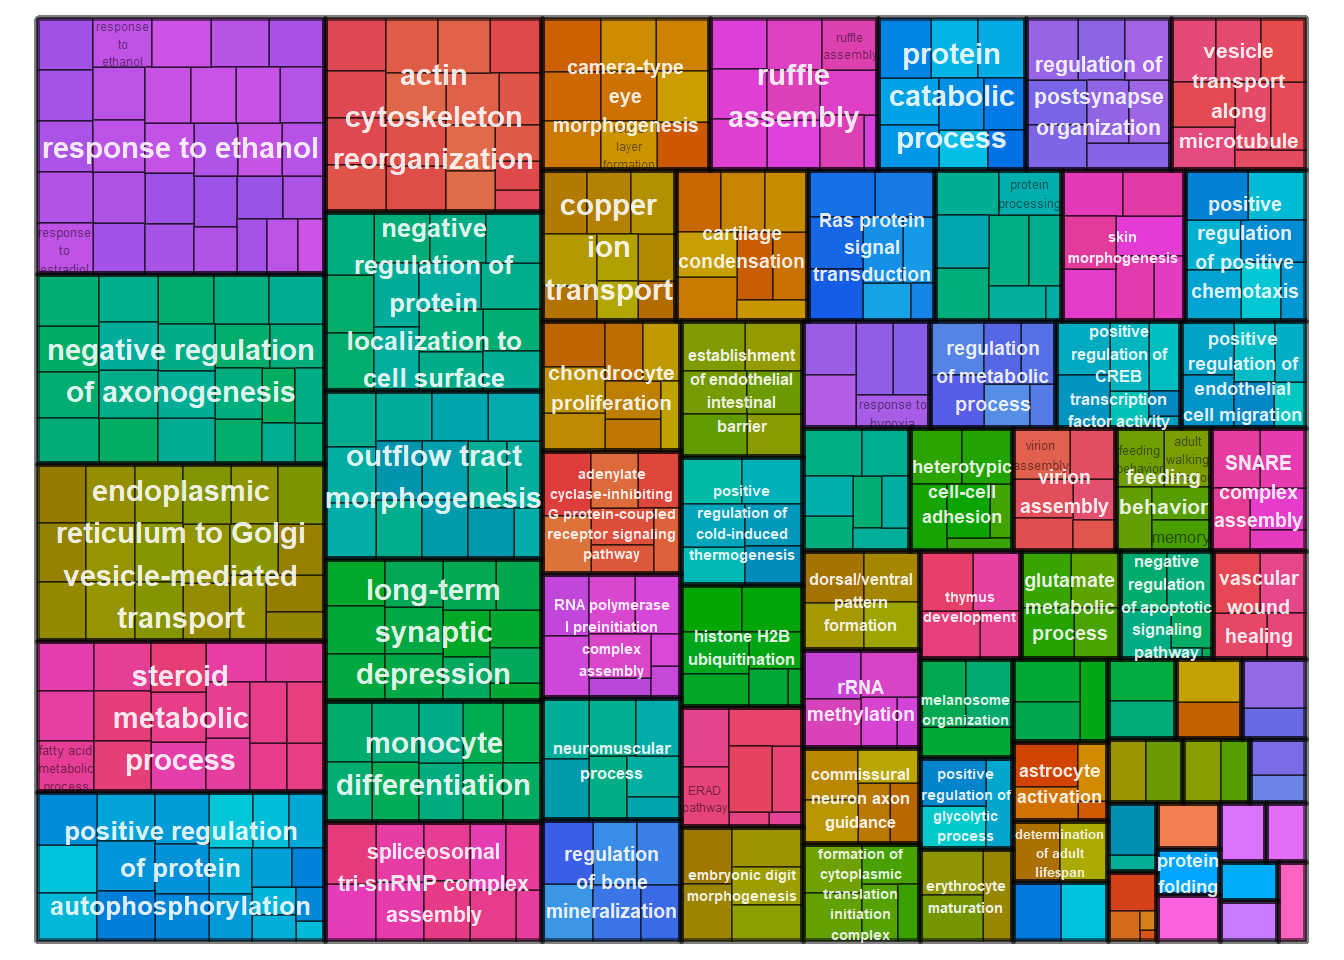 response
to
ethanol
response to ethanol
response
to
estradiol
negative regulation
of axonogenesis
endoplasmic
reticulum to Golgi
vesicle-mediated
transport
steroid
metabolic
process
fatty acid
metabolic
process
positive regulation
of protein
autophosphorylation
actin
cytoskeleton
reorganization
negative
regulation of
protein
localization to
cell surface
outflow tract
morphogenesis
long-term
synaptic
depression
monocyte
differentiation
spliceosomal
tri-snRNP complex
assembly
camera-type
eye
morphogenesis
layer
formation
ruffle
assembly
ruffle
assembly
protein
catabolic
process
regulation of
postsynapse
organization
vesicle
transport
along
microtubule
copper
ion
transport
cartilage
condensation
Ras protein
signal
transduction
protein
processing
skin
morphogenesis
positive
regulation
of positive
chemotaxis
chondrocyte
proliferation
establishment
of endothelial
intestinal
barrier
response to
hypoxia
regulation
of metabolic
process
positive
regulation of
CREB
transcription
factor activity
positive
regulation of
endothelial
cell migration
adenylate
cyclase-inhibiting
G protein-coupled
receptor signaling
pathway
positive
regulation of
cold-induced
thermogenesis
heterotypic
cell-cell
adhesion
virion
assembly
virion
assembly
feeding
behavior
adult
walking
feeding
behavior
memory
SNARE
complex
assembly
RNA polymerase
I preinitiation
complex
assembly
histone H2B
ubiquitination
dorsal/ventral
pattern
formation
thymus
development
glutamate
metabolic
process
negative
regulation
of apoptotic
signaling
pathway
vascular
wound
healing
rRNA
methylation
melanosome
organization
neuromuscular
process
ERAD
pathway
commissural
neuron axon
guidance
positive
regulation of
glycolytic
process
astrocyte
activation
regulation
of bone
mineralization
embryonic digit
morphogenesis
formation of
cytoplasmic
translation
initiation
complex
erythrocyte
maturation
determination
of adult
lifespan
protein
folding